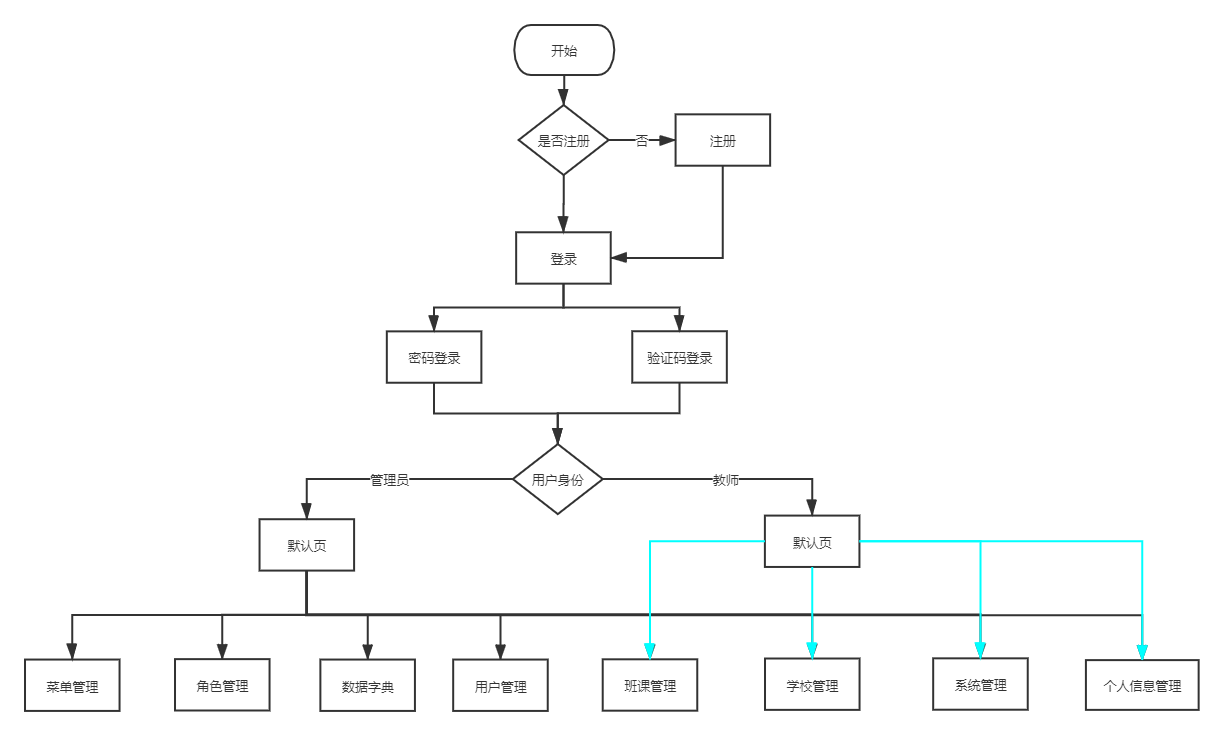 开始
是否注册
否
注册
登录
密码登录
验证码登录
管理员
用户身份
教师
默认页
默认页
菜单管理
角色管理
数据字典
用户管理
班课管理
学校管理
系统管理
个人信息管理